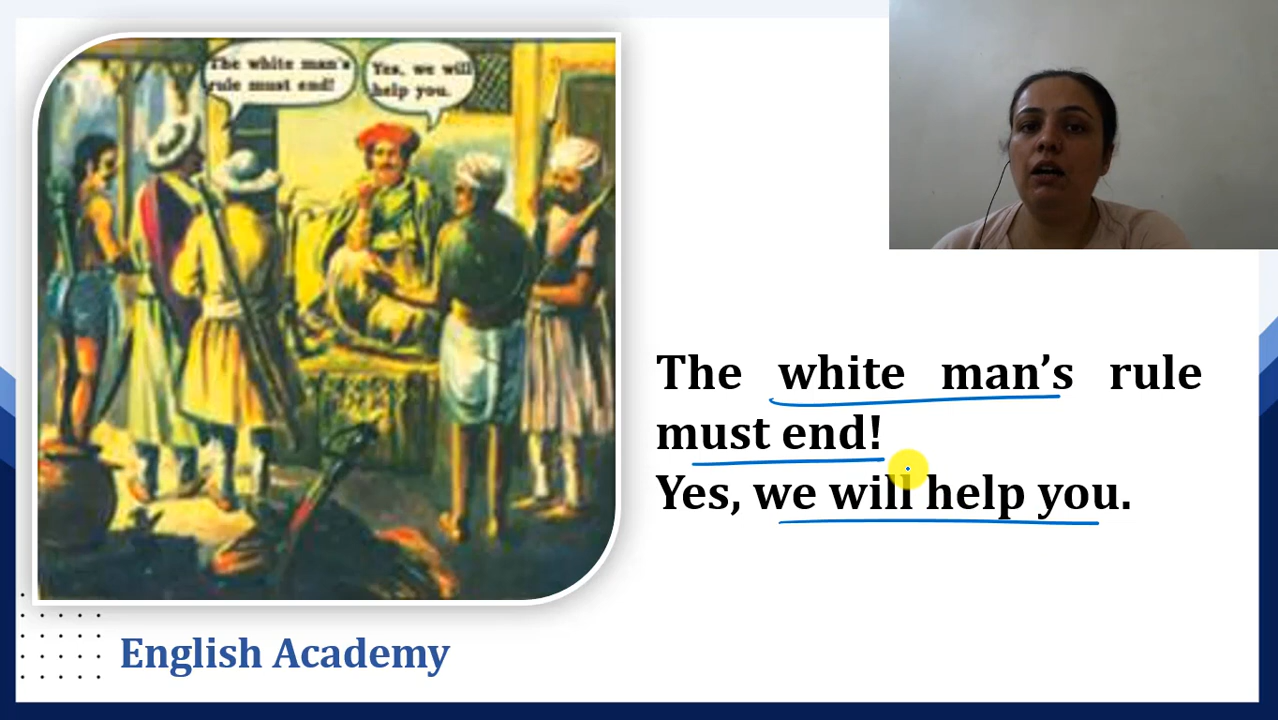 The white man's
rule must end!
Yes, we will
help you.
The white man’s rule
must end!
Yes, we will help you.
English Academy